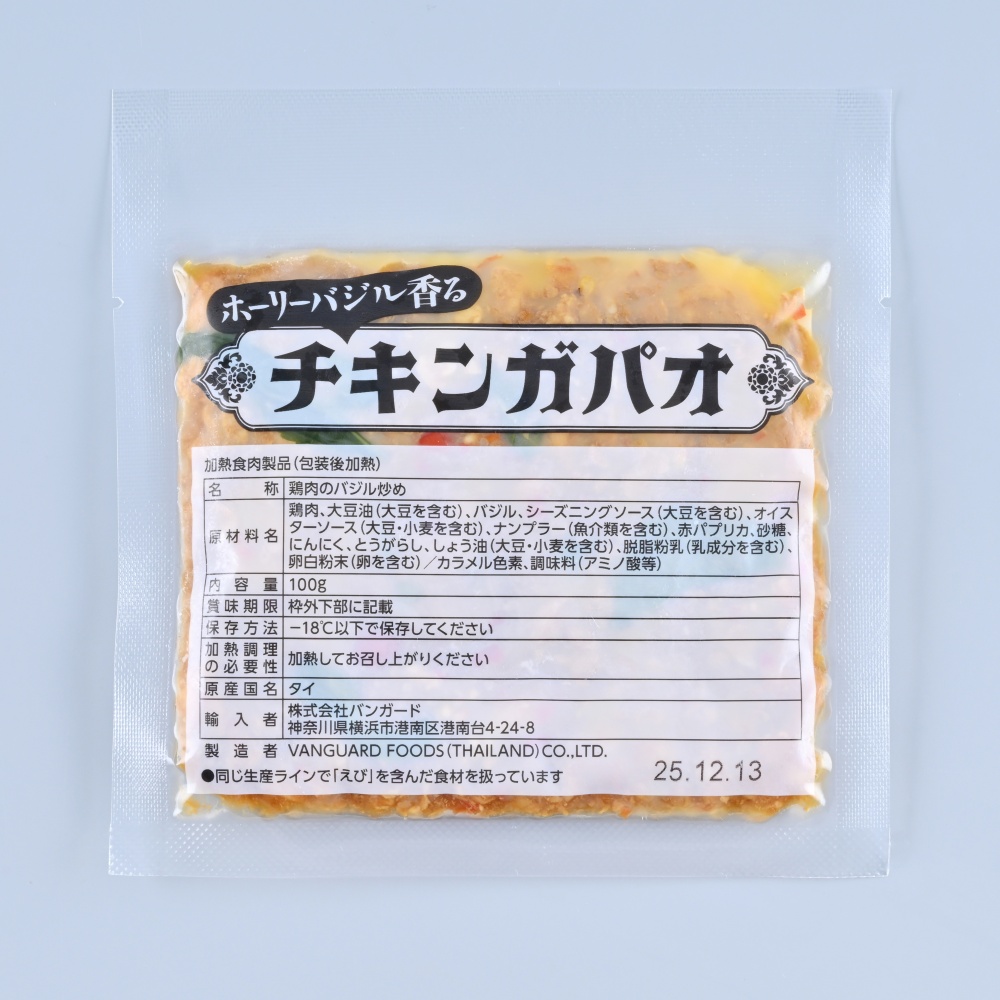 ホーリーバジル香る
チキンガパオ
加熱食肉製品(包装後加熱)
名称 鶏肉のバジル炒め
原材料名 鶏肉、大豆油(大豆を含む)、バジル、シーズニングソース(大豆を含む)、オイス
ターソース(大豆・小麦を含む)、ナンプラー(魚介類を含む)、赤パプリカ、砂糖、
にんにく、とうがらし、しょう油(大豆・小麦を含む)、脱脂粉乳(乳成分を含む)、
卵白粉末(卵を含む)/カラメル色素、調味料(アミノ酸等)
内容量 100g
賞味期限 枠外下部に記載
保存方法 −18℃以下で保存してください
加熱調理
の必要性 加熱してお召し上がりください
原産国名 タイ
輸入者 株式会社バンガード
神奈川県横浜市港南区港南台4-24-8
製造者 VANGUARD FOODS(THAILAND)CO.,LTD.
●同じ生産ラインで「えび」を含んだ食材を扱っています
25.12.13